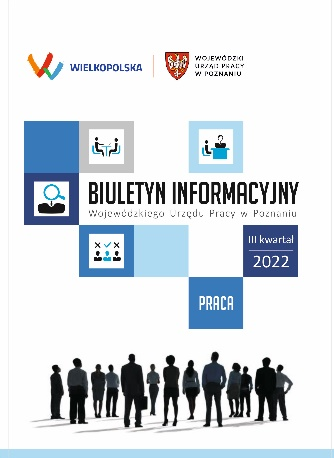 WIELKOPOLSKA
WOJEWÓDZKI
URZĄD PRACY
W POZNANIU
BIULETYN INFORMACYJNY
Wojewódzkiego Urzędu Pracy w Poznaniu
III kwartał
2022
PRACA